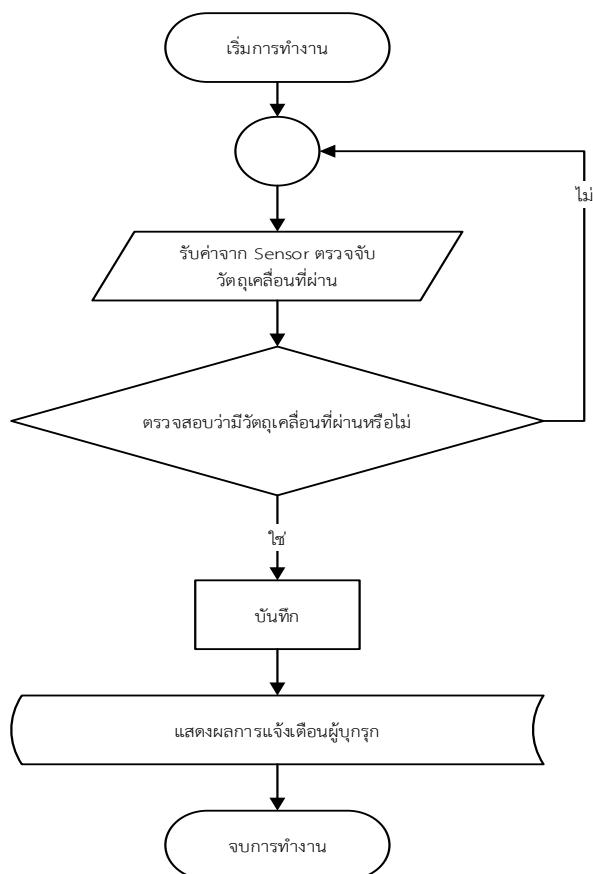 เริ่มการทำงาน
ไม่
รับค่าจาก Sensor ตรวจจับ
วัตถุเคลื่อนที่ผ่าน
ตรวจสอบว่ามีวัตถุเคลื่อนที่ผ่านหรือไม่
ใช่
บันทึก
แสดงผลการแจ้งเตือนผู้บุกรุก
จบการทำงาน